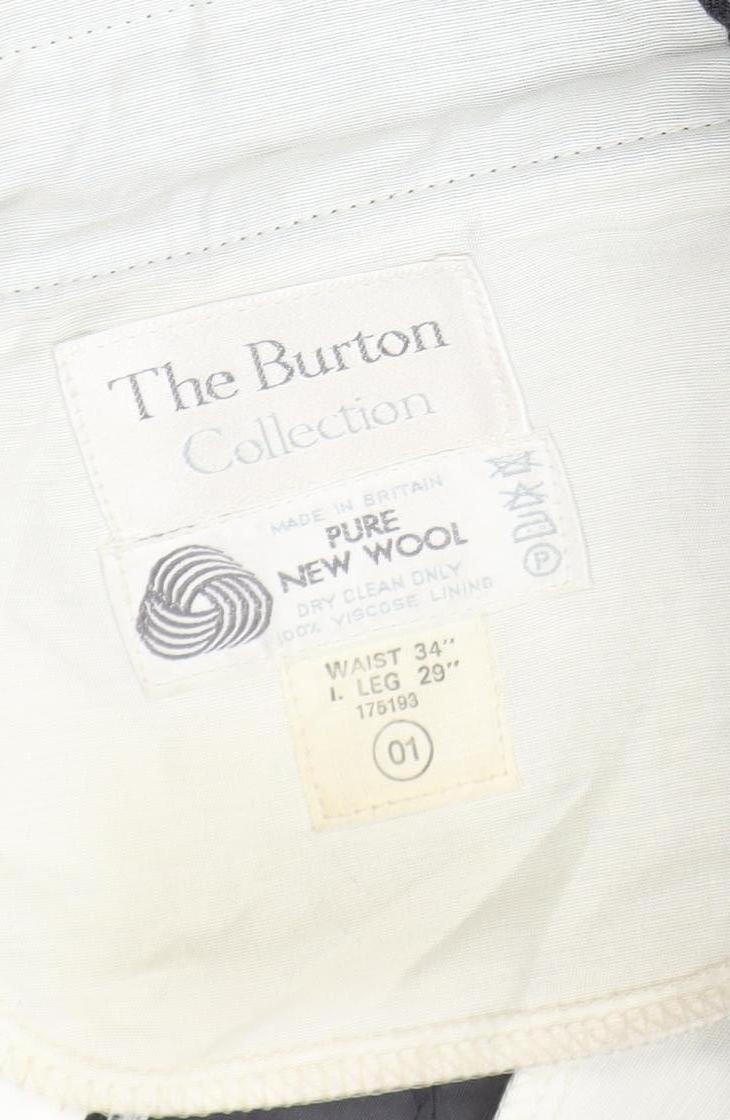 The Burton
Collection
MADE IN BRITAIN
PURE
NEW WOOL
DRY CLEAN ONLY
100% VISCOSE LINING
P
WAIST 34"
I. LEG 29"
175193
01